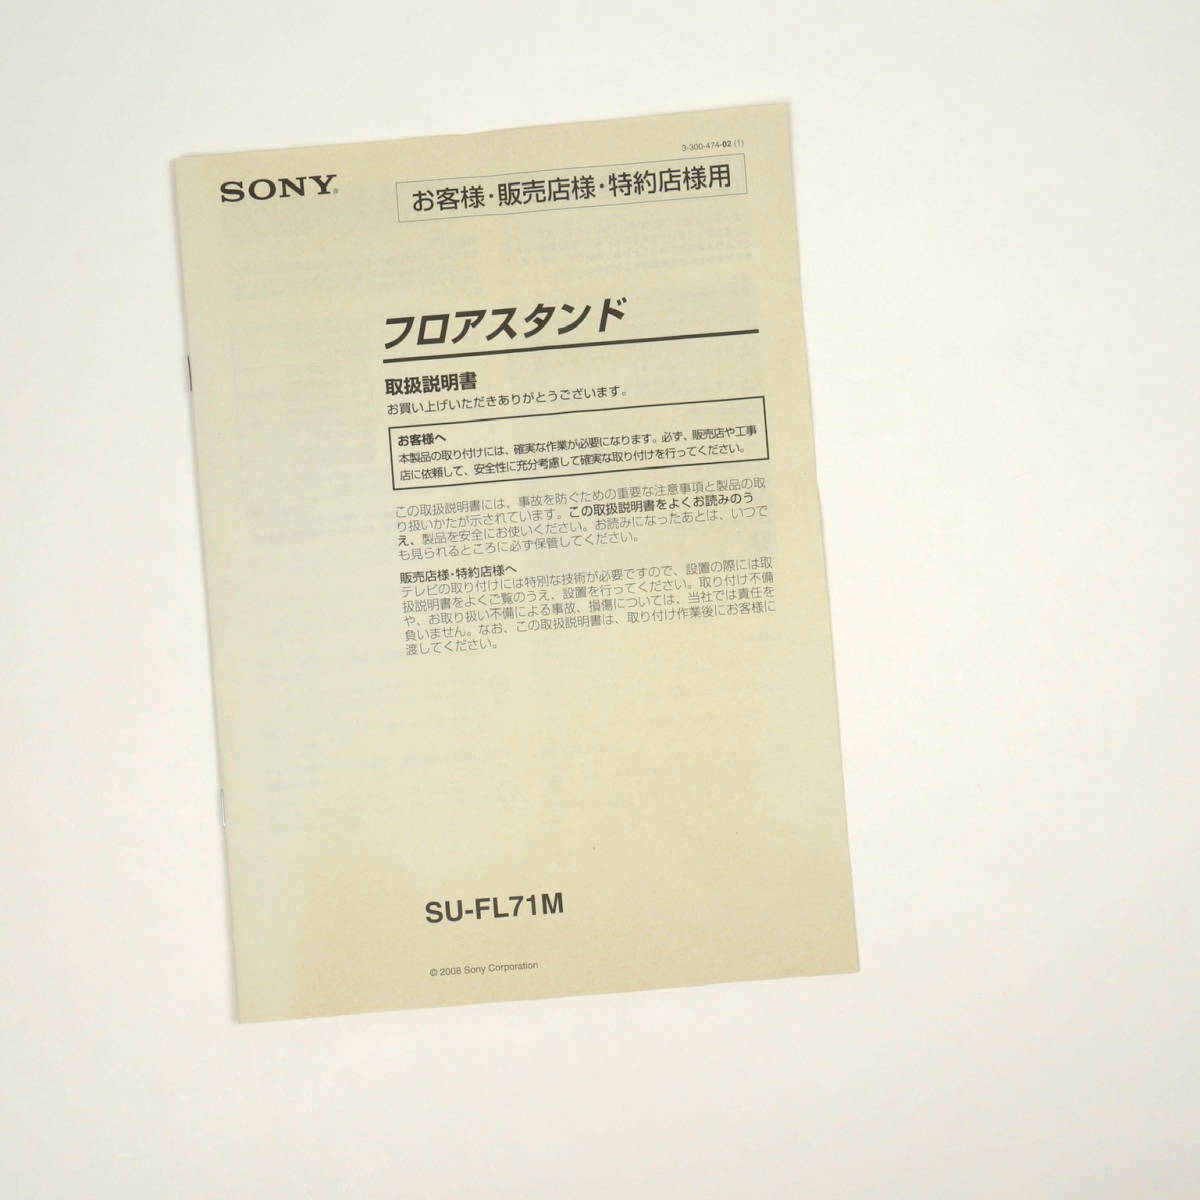 3-300-474-02 (1)
SONY®
お客様・販売店様・特約店様用
フロアスタンド
取扱説明書
お買い上げいただきありがとうございます。
お客様へ
本製品の取り付けには、確実な作業が必要になります。必ず、販売店や工事
店に依頼して、安全性に充分考慮して確実な取り付けを行ってください。
この取扱説明書には、事故を防ぐための重要な注意事項と製品の取
り扱いかたが示されています。この取扱説明書をよくお読みのう
え、製品を安全にお使いください。お読みになったあとは、いつで
も見られるところに必ず保管してください。
販売店様・特約店様へ
テレビの取り付けには特別な技術が必要ですので、設置の際には取
扱説明書をよくご覧のうえ、設置を行ってください。取り付け不備
や、お取り扱い不備による事故、損傷については、当社では責任を
負いません。なお、この取扱説明書は、取り付け作業後にお客様に
渡してください。
SU-FL71M
© 2008 Sony Corporation